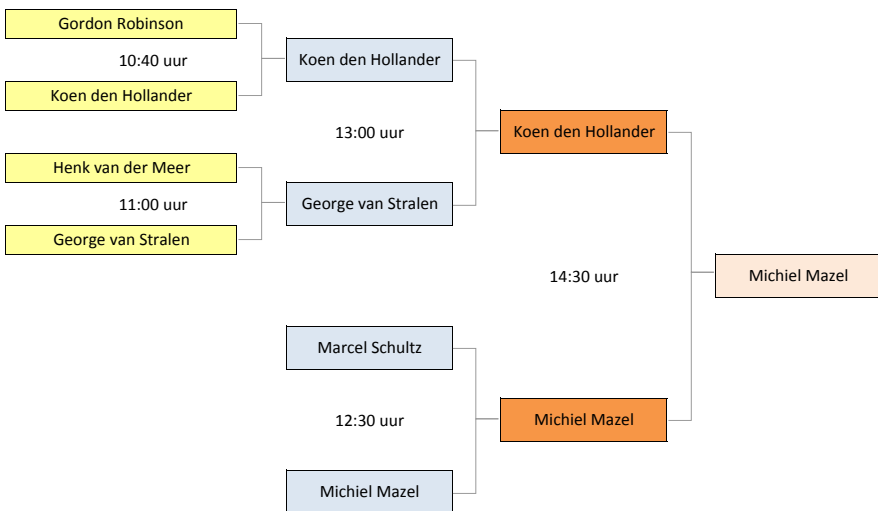 Gordon Robinson
10:40 uur
Koen den Hollander
Koen den Hollander
13:00 uur
Koen den Hollander
Henk van der Meer
11:00 uur
George van Stralen
George van Stralen
14:30 uur
Michiel Mazel
Marcel Schultz
12:30 uur
Michiel Mazel
Michiel Mazel